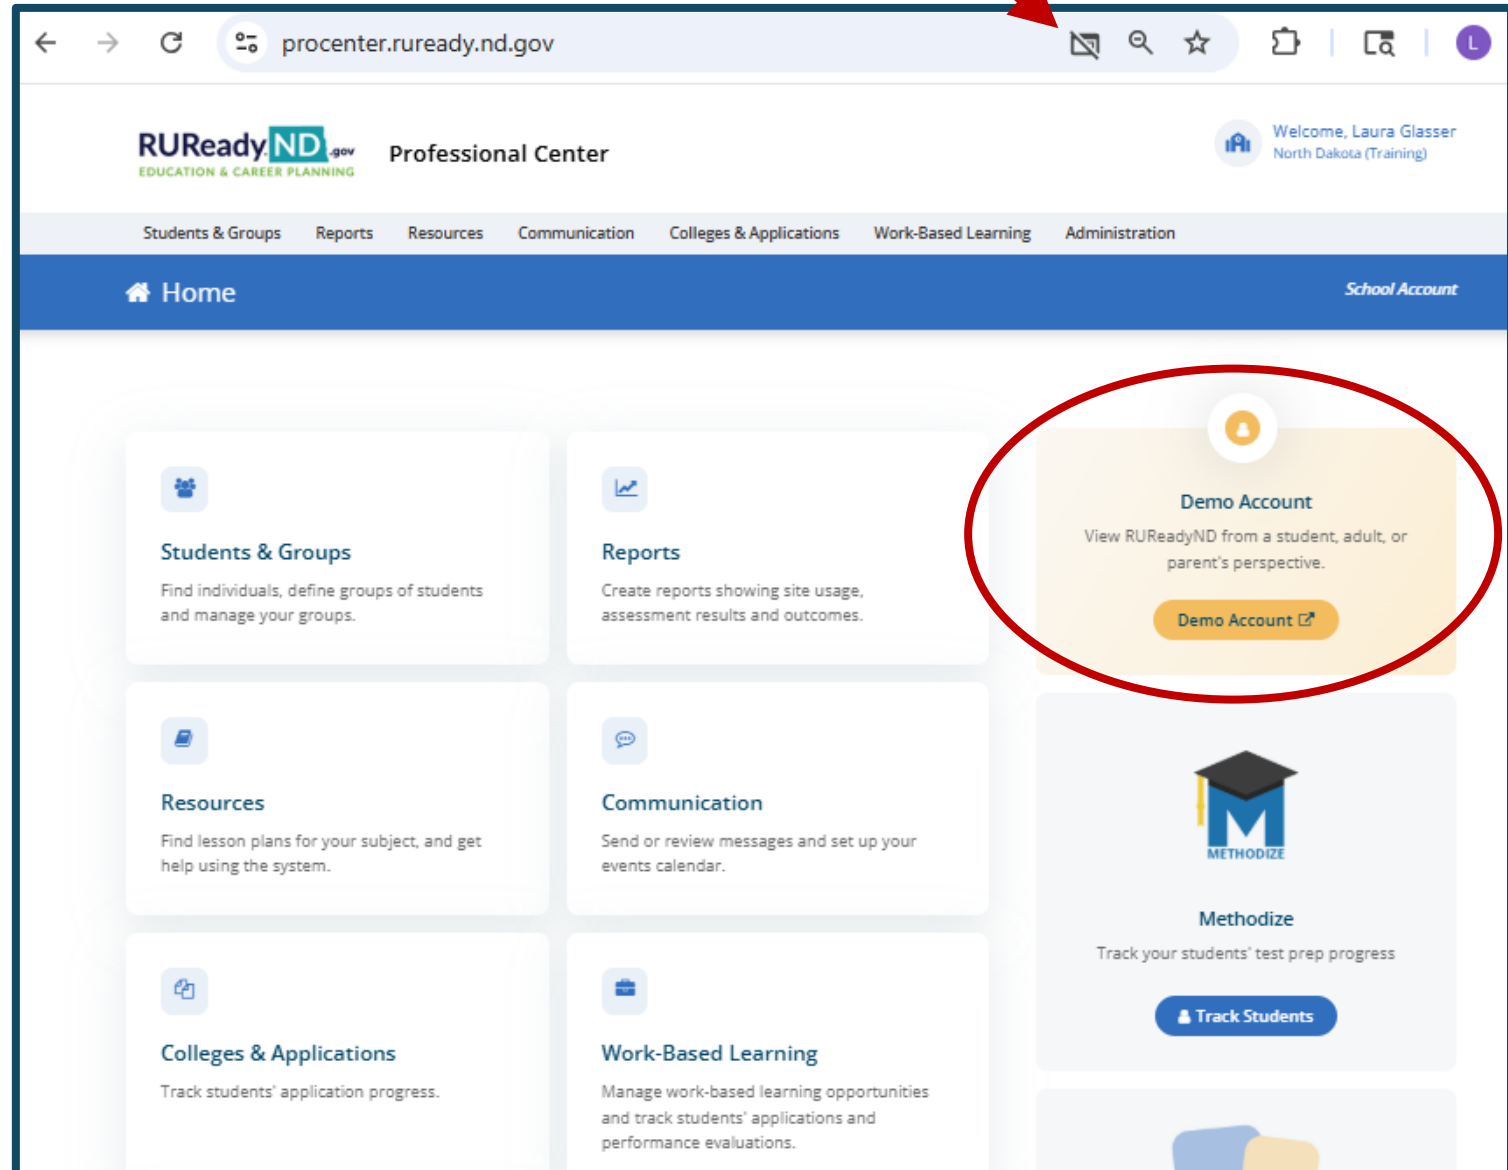 procenter.ruready.nd.gov
L
RUReady.ND.gov
EDUCATION & CAREER PLANNING
Professional Center
Welcome, Laura Glasser
North Dakota (Training)
Students & Groups Reports Resources Communication Colleges & Applications Work-Based Learning Administration
Home
School Account
Students & Groups
Find individuals, define groups of students
and manage your groups.
Reports
Create reports showing site usage,
assessment results and outcomes.
Demo Account
View RUReadyND from a student, adult, or
parent's perspective.
Demo Account
Resources
Find lesson plans for your subject, and get
help using the system.
Communication
Send or review messages and set up your
events calendar.
M
METHODIZE
Methodize
Track your students' test prep progress
Track Students
Colleges & Applications
Track students' application progress.
Work-Based Learning
Manage work-based learning opportunities
and track students' applications and
performance evaluations.